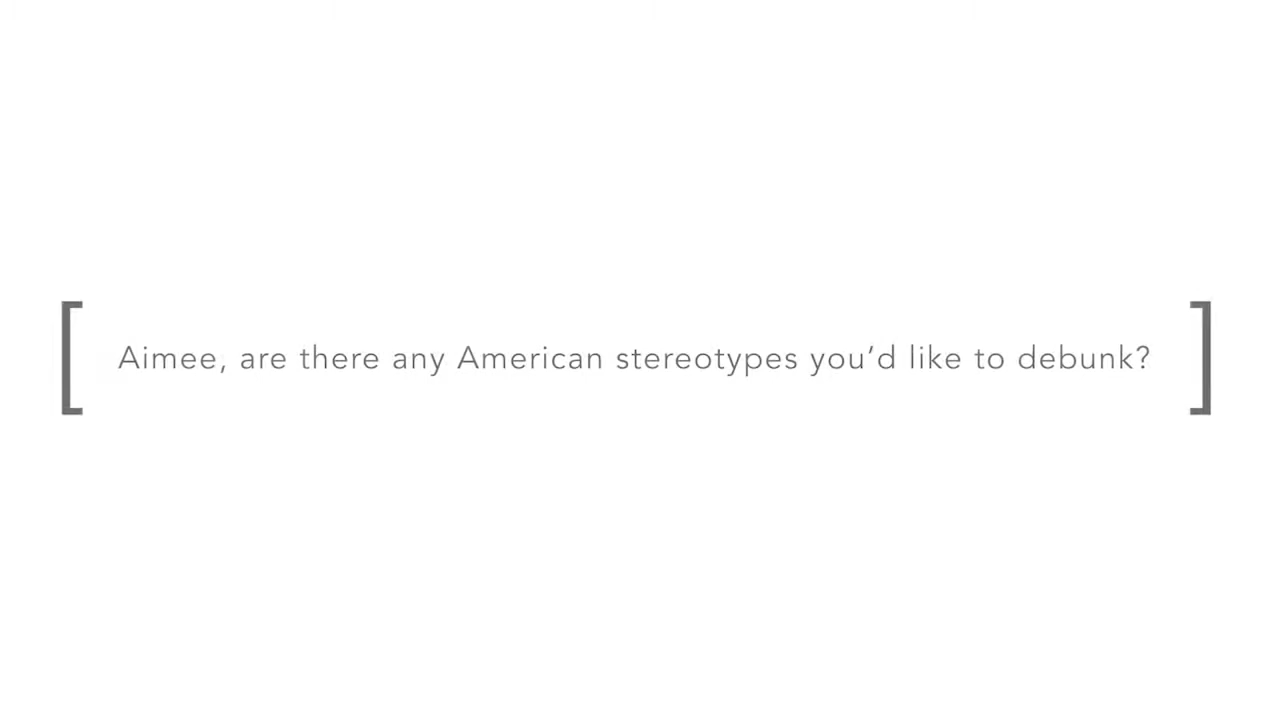 [ Aimee, are there any American stereotypes you’d like to debunk? ]